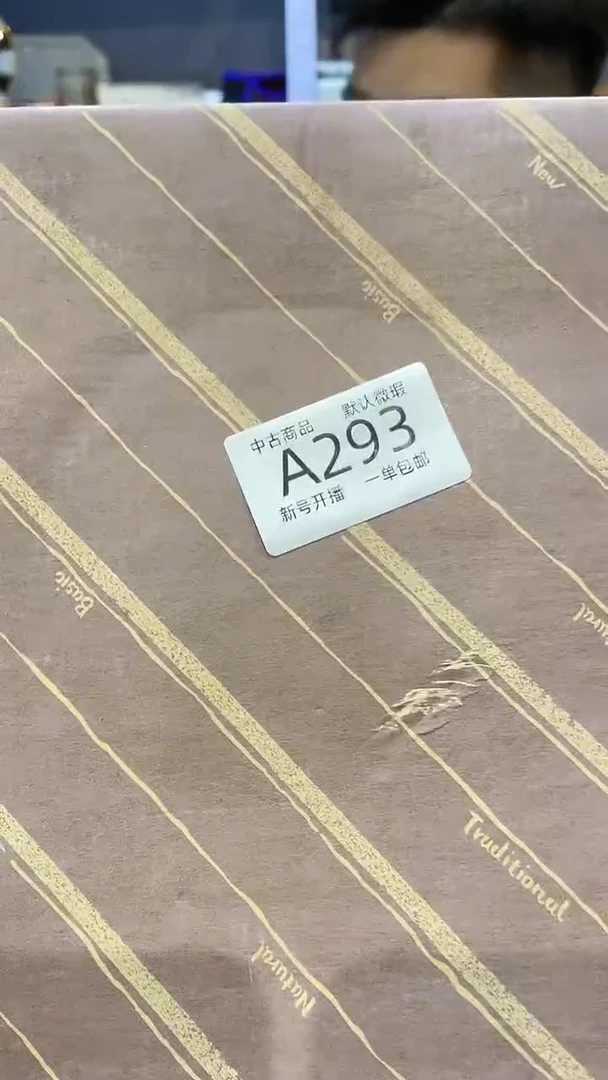 New
Basic
中古商品 默认微瑕
A293
新号开播 一单包邮
Basic
ural
Traditional
Natural